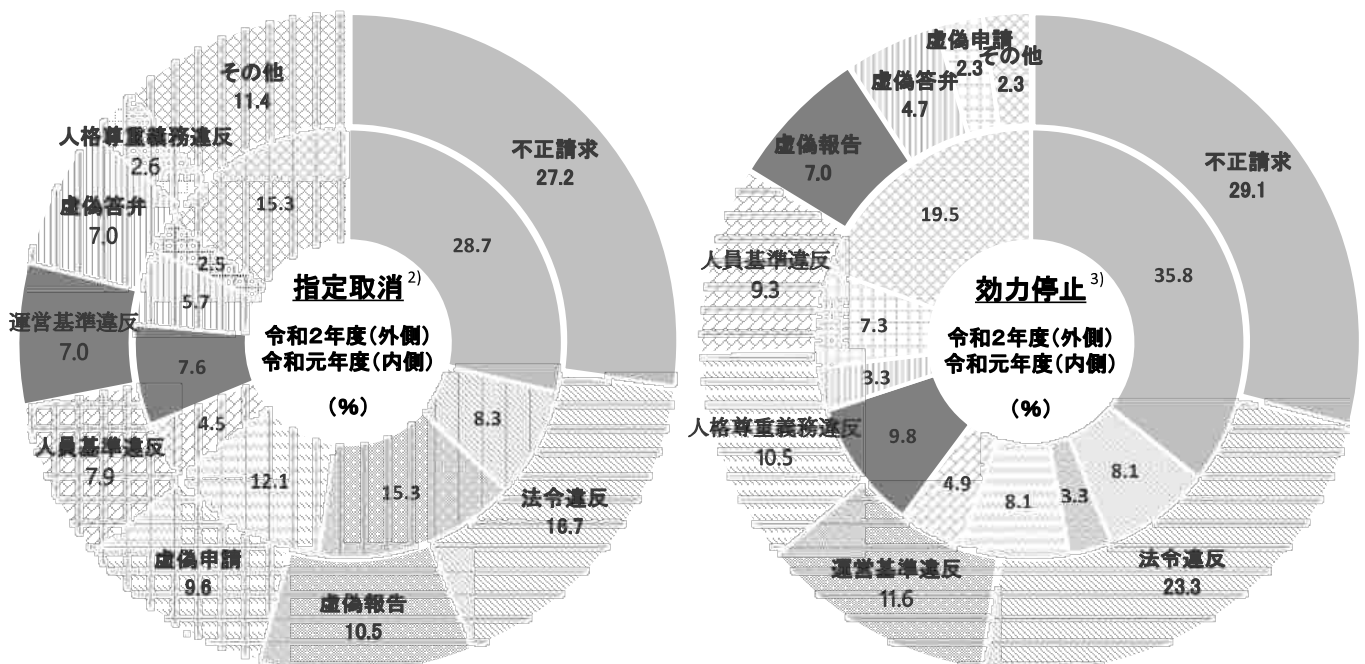 指定取消2)
令和2年度(外側)
令和元年度(内側)
(%)
不正請求
27.2
法令違反
16.7
虚偽報告
10.5
虚偽申請
9.6
人員基準違反
7.9
運営基準違反
7.0
虚偽答弁
7.0
人格尊重義務違反
2.6
その他
11.4
28.7
8.3
15.3
12.1
4.5
7.6
5.7
2.5
15.3
効力停止3)
令和2年度(外側)
令和元年度(内側)
(%)
不正請求
29.1
法令違反
23.3
運営基準違反
11.6
人格尊重義務違反
10.5
人員基準違反
9.3
虚偽報告
7.0
虚偽答弁
4.7
虚偽申請
2.3
その他
2.3
35.8
8.1
3.3
8.1
4.9
9.8
3.3
7.3
19.5